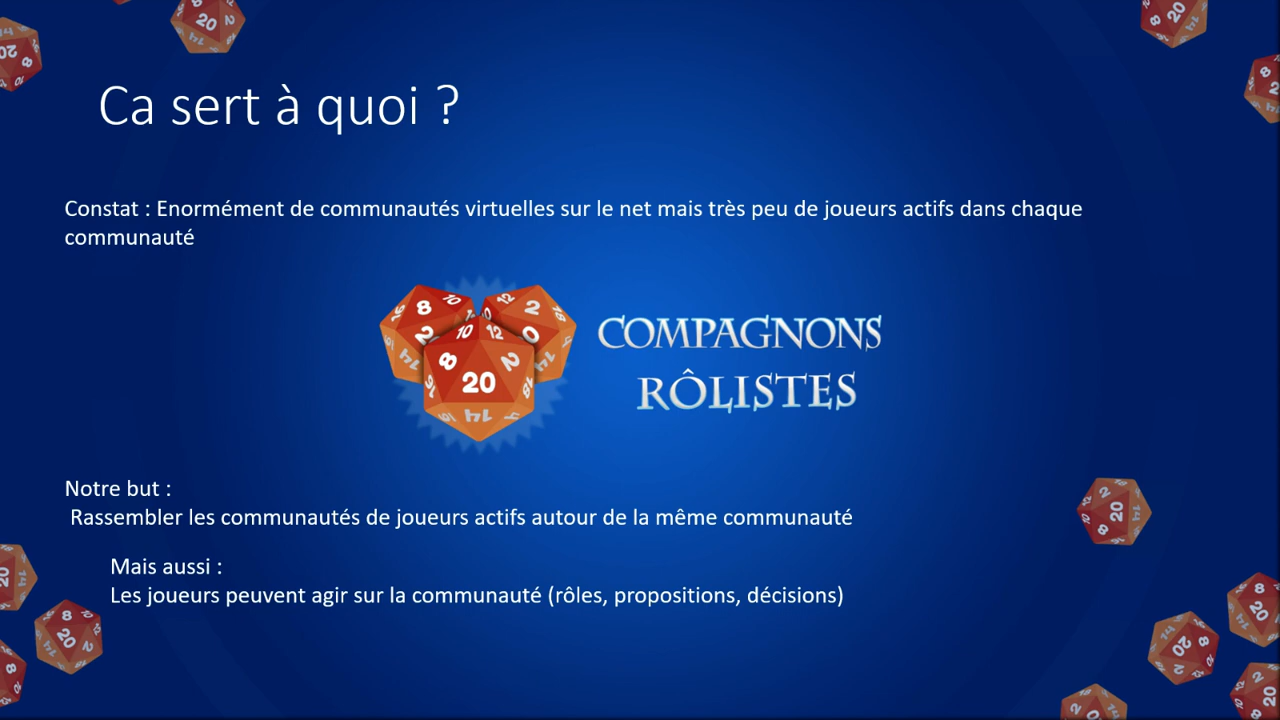 Ca sert à quoi ?
Constat : Enormément de communautés virtuelles sur le net mais très peu de joueurs actifs dans chaque
communauté
COMPAGNONS
RÔLISTES
Notre but :
Rassembler les communautés de joueurs actifs autour de la même communauté
Mais aussi :
Les joueurs peuvent agir sur la communauté (rôles, propositions, décisions)